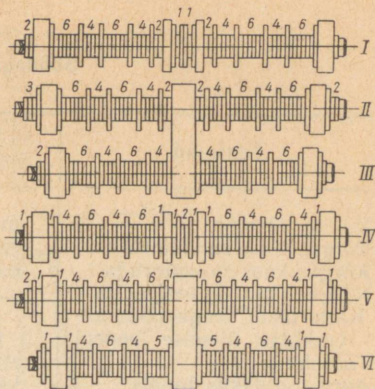 2 6 4 6 4 2 1 1 2 4 6 4 6 I
3 6 4 6 4 2 2 4 6 4 6 2 II
2 6 4 6 4 4 6 4 6 III
1 1 4 6 4 6 1 2 1 6 4 6 4 1 IV
2 1 1 4 6 4 6 1 1 6 4 6 4 1 1 V
1 1 4 6 4 5 5 4 6 4 1 1 VI